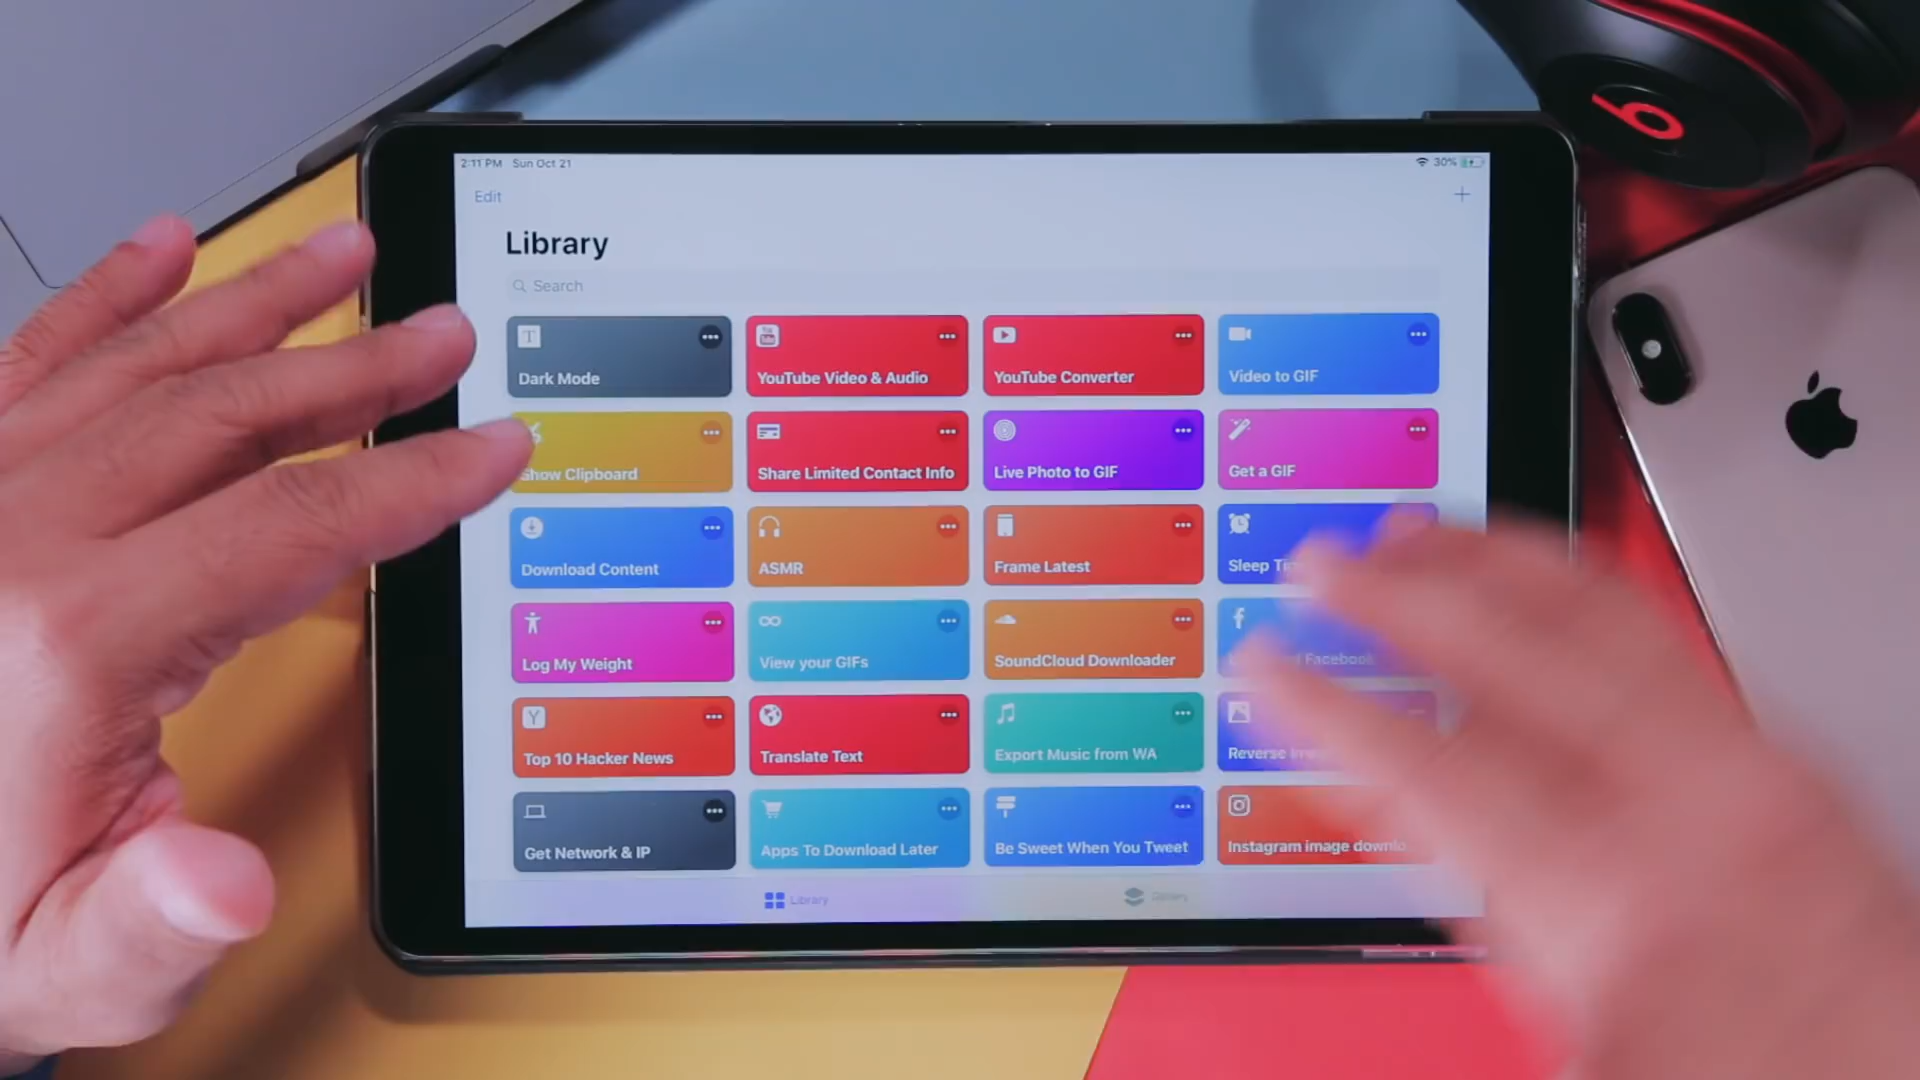 2:11 PM Sun Oct 21
30%
Edit
Library
Search
Dark Mode
YouTube Video & Audio
YouTube Converter
Video to GIF
Show Clipboard
Share Limited Contact Info
Live Photo to GIF
Get a GIF
Download Content
ASMR
Frame Latest
Sleep
Log My Weight
View your GIFs
SoundCloud Downloader
Facebook
Top 10 Hacker News
Translate Text
Export Music from WA
Reverse
Get Network & IP
Apps To Download Later
Be Sweet When You Tweet
Instagram image downlo
Library
Gallery